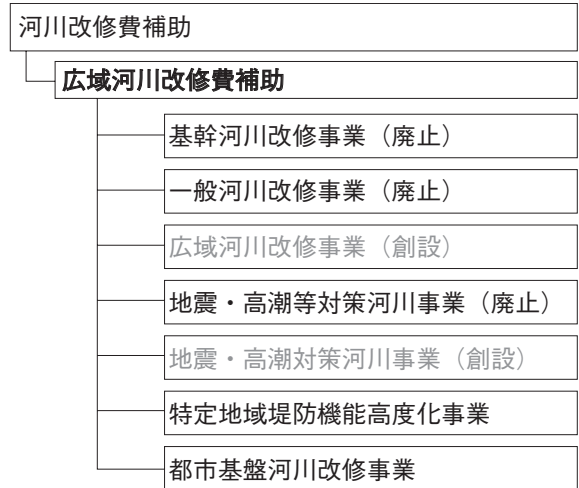 河川改修費補助
広域河川改修費補助
基幹河川改修事業（廃止）
一般河川改修事業（廃止）
広域河川改修事業（創設）
地震・高潮等対策河川事業（廃止）
地震・高潮対策河川事業（創設）
特定地域堤防機能高度化事業
都市基盤河川改修事業